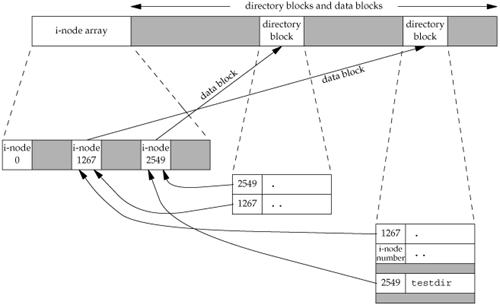 directory blocks and data blocks
i-node array
directory
block
directory
block
data block
data block
i-node
0
i-node
1267
i-node
2549
2549 .
1267 . .
1267 .
i-node
number . .
2549 testdir